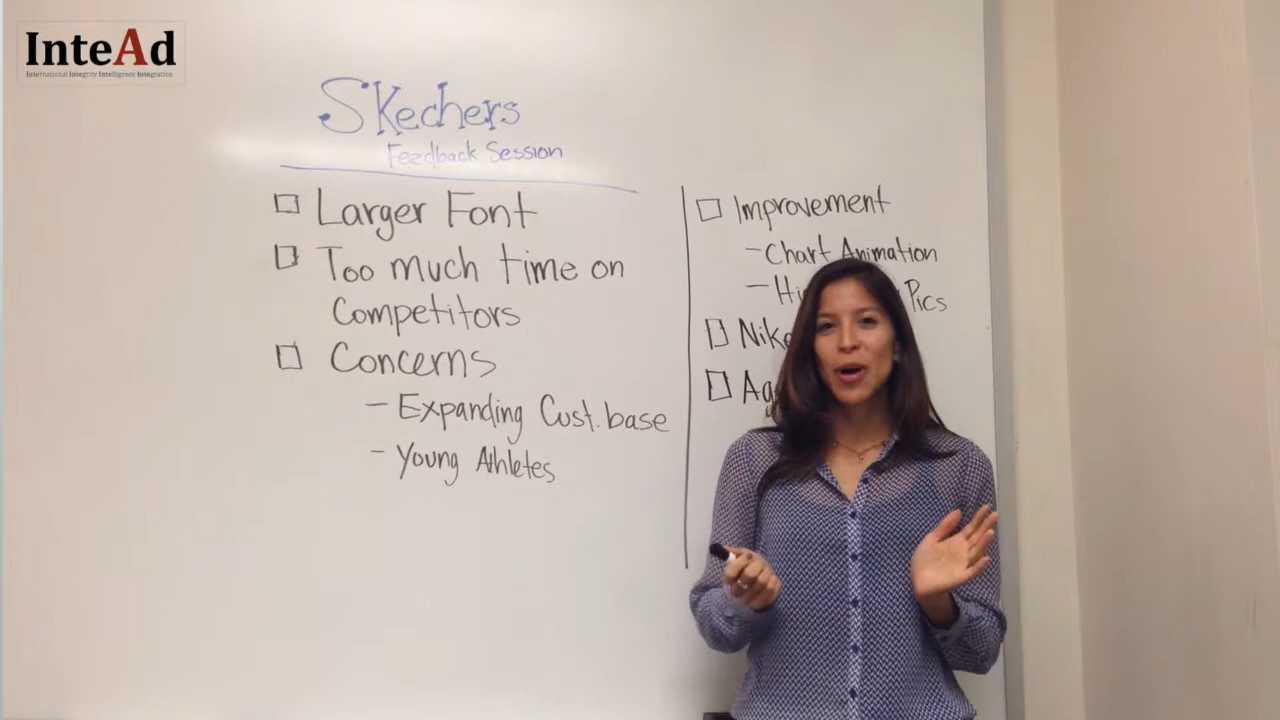 InteAd
International Integrity Intelligence Integration
Skechers
Feedback Session
Larger Font
Too much time on
Competitors
Concerns
- Expanding Cust. base
- Young Athletes
Improvement
- Chart Animation
- Pics